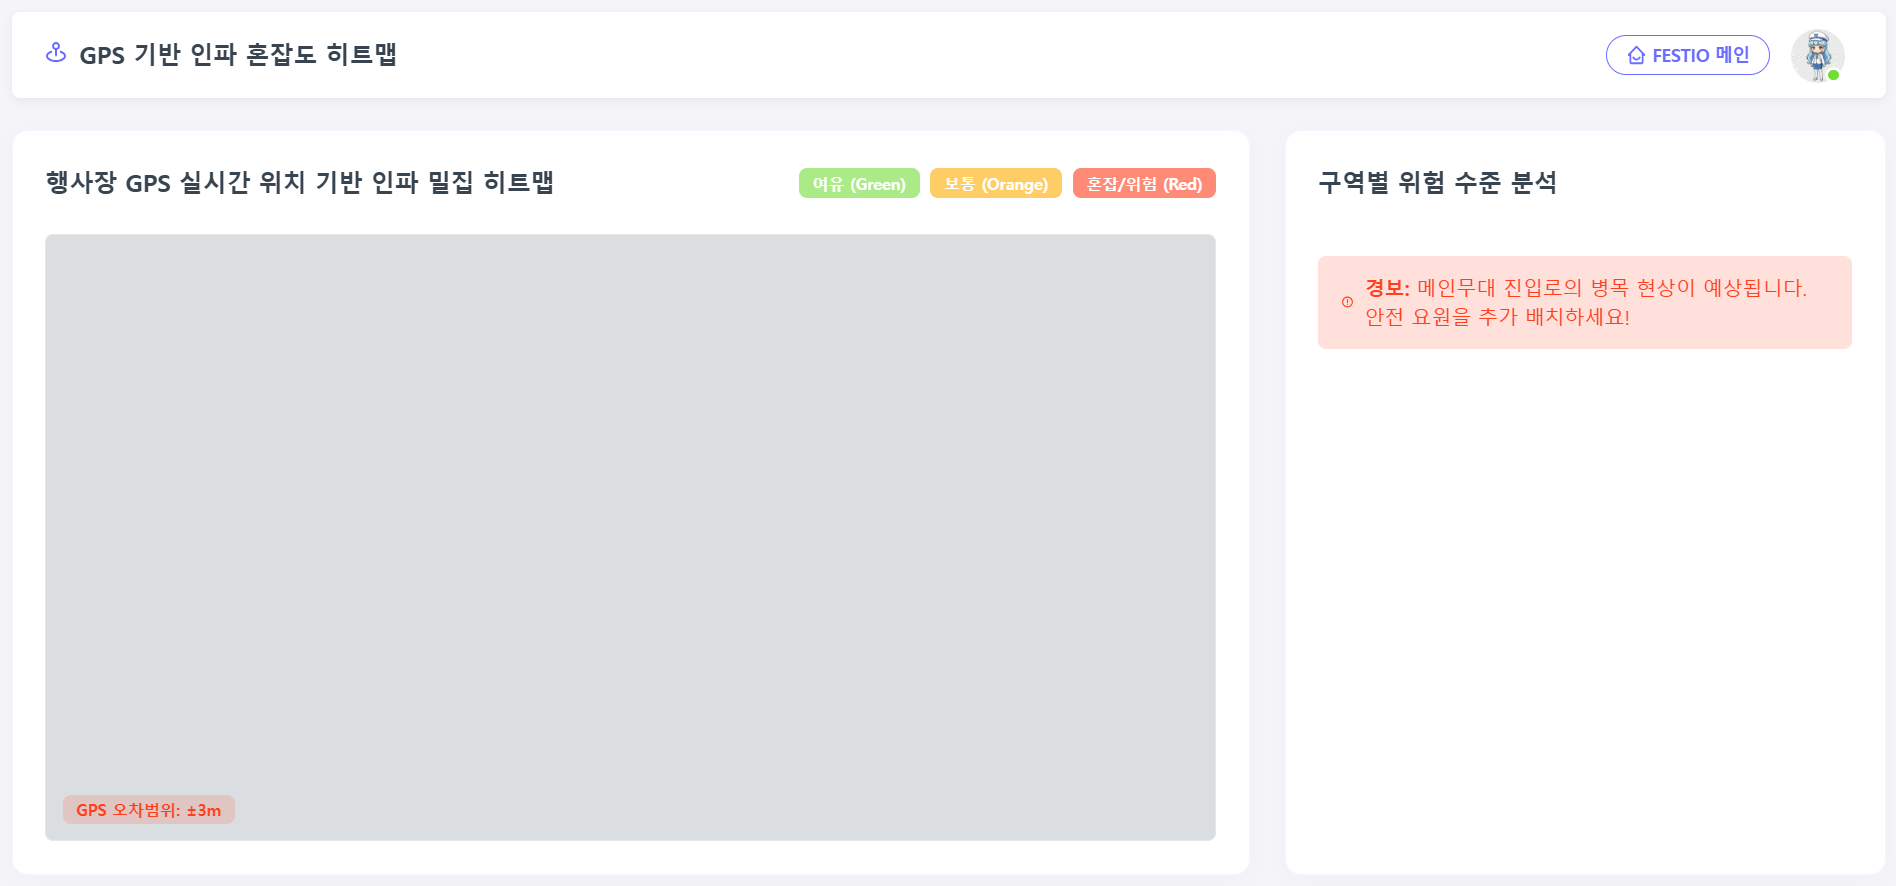 GPS 기반 인파 혼잡도 히트맵
FESTIO 메인
행사장 GPS 실시간 위치 기반 인파 밀집 히트맵
여유 (Green)
보통 (Orange)
혼잡/위험 (Red)
GPS 오차범위: ±3m
구역별 위험 수준 분석
경보: 메인무대 진입로의 병목 현상이 예상됩니다.
안전 요원을 추가 배치하세요!